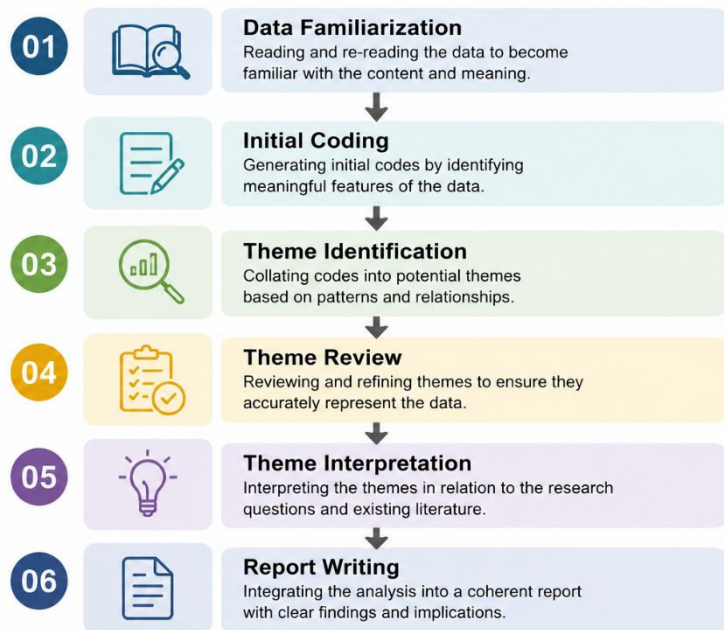 01
Data Familiarization
Reading and re-reading the data to become
familiar with the content and meaning.
02
Initial Coding
Generating initial codes by identifying
meaningful features of the data.
03
Theme Identification
Collating codes into potential themes
based on patterns and relationships.
04
Theme Review
Reviewing and refining themes to ensure they
accurately represent the data.
05
Theme Interpretation
Interpreting the themes in relation to the research
questions and existing literature.
06
Report Writing
Integrating the analysis into a coherent report
with clear findings and implications.